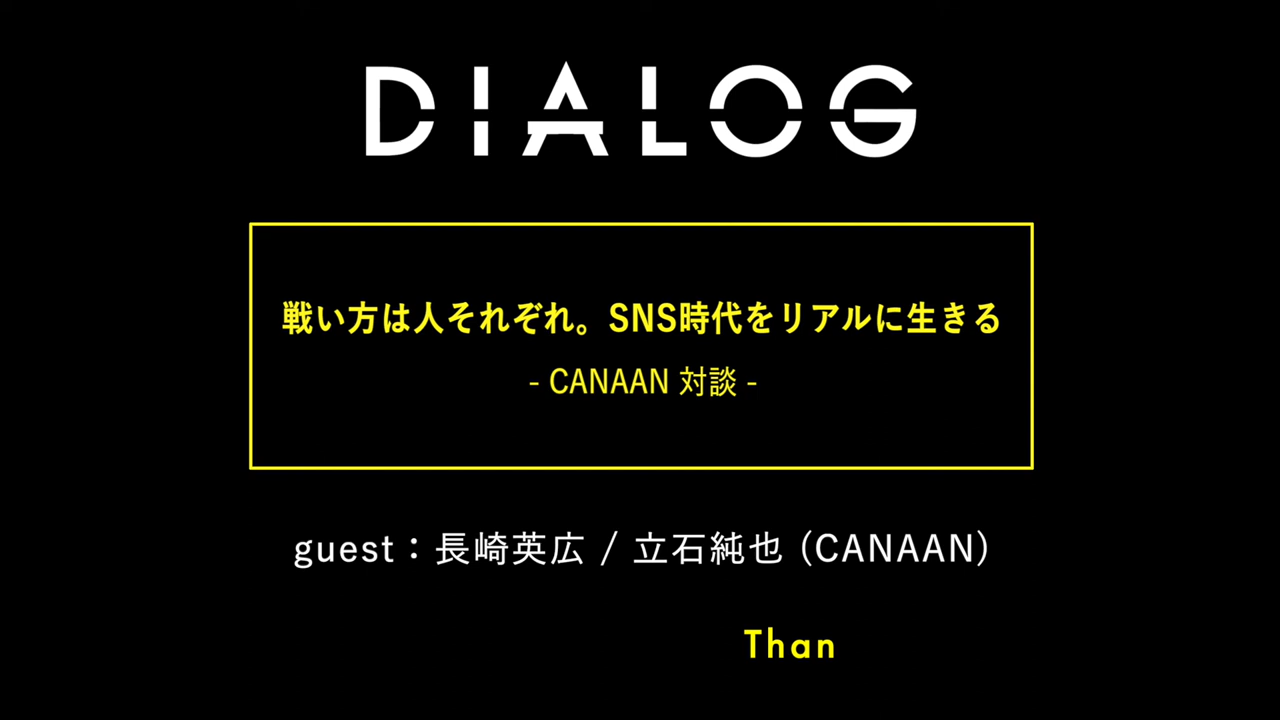 DIALOG
戦い方は人それぞれ。SNS時代をリアルに生きる
- CANAAN 対談 -
guest：長崎英広 / 立石純也 (CANAAN)
Than